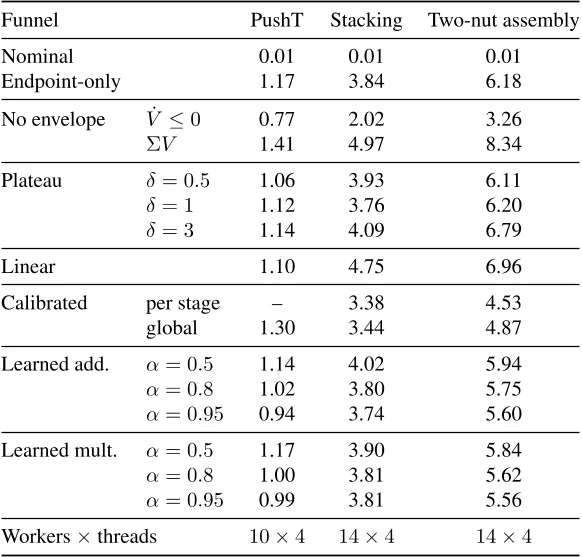 Funnel PushT Stacking Two-nut assembly
Nominal 0.01 0.01 0.01
Endpoint-only 1.17 3.84 6.18
No envelope V̇ ≤ 0 0.77 2.02 3.26
ΣV 1.41 4.97 8.34
Plateau δ = 0.5 1.06 3.93 6.11
δ = 1 1.12 3.76 6.20
δ = 3 1.14 4.09 6.79
Linear 1.10 4.75 6.96
Calibrated per stage – 3.38 4.53
global 1.30 3.44 4.87
Learned add. α = 0.5 1.14 4.02 5.94
α = 0.8 1.02 3.80 5.75
α = 0.95 0.94 3.74 5.60
Learned mult. α = 0.5 1.17 3.90 5.84
α = 0.8 1.00 3.81 5.62
α = 0.95 0.99 3.81 5.56
Workers × threads 10 × 4 14 × 4 14 × 4